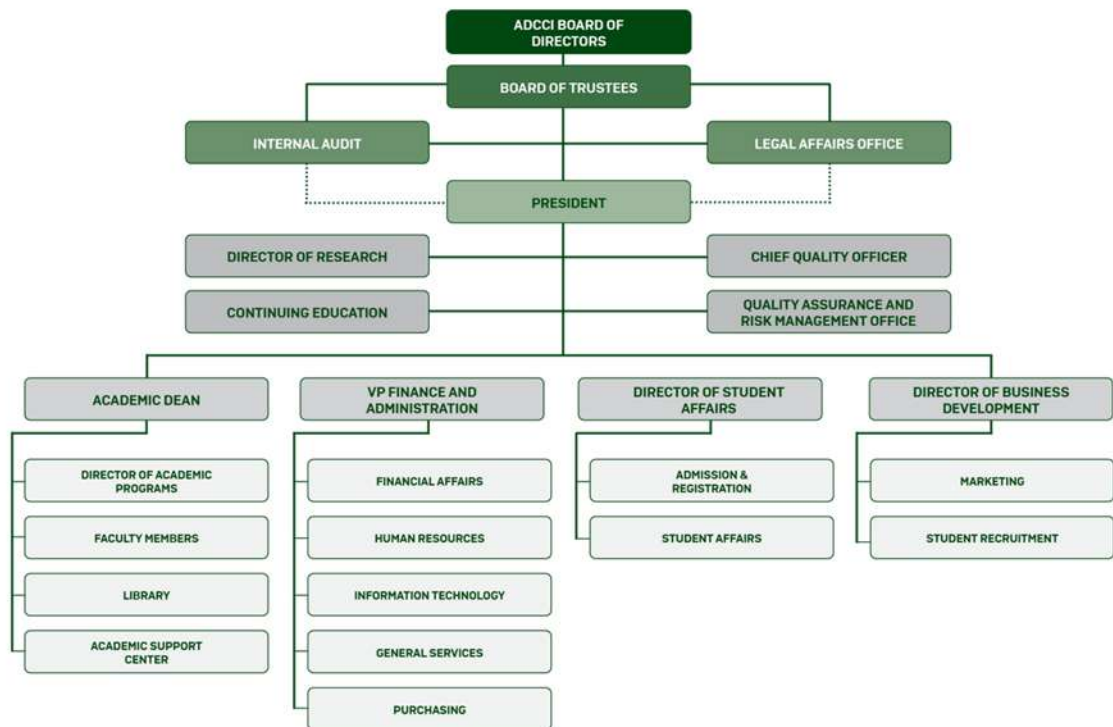 ADCCI BOARD OF
DIRECTORS
BOARD OF TRUSTEES
INTERNAL AUDIT
LEGAL AFFAIRS OFFICE
PRESIDENT
DIRECTOR OF RESEARCH
CHIEF QUALITY OFFICER
CONTINUING EDUCATION
QUALITY ASSURANCE AND
RISK MANAGEMENT OFFICE
ACADEMIC DEAN
VP FINANCE AND
ADMINISTRATION
DIRECTOR OF STUDENT
AFFAIRS
DIRECTOR OF BUSINESS
DEVELOPMENT
DIRECTOR OF ACADEMIC
PROGRAMS
FACULTY MEMBERS
LIBRARY
ACADEMIC SUPPORT
CENTER
FINANCIAL AFFAIRS
HUMAN RESOURCES
INFORMATION TECHNOLOGY
GENERAL SERVICES
PURCHASING
ADMISSION &
REGISTRATION
STUDENT AFFAIRS
MARKETING
STUDENT RECRUITMENT